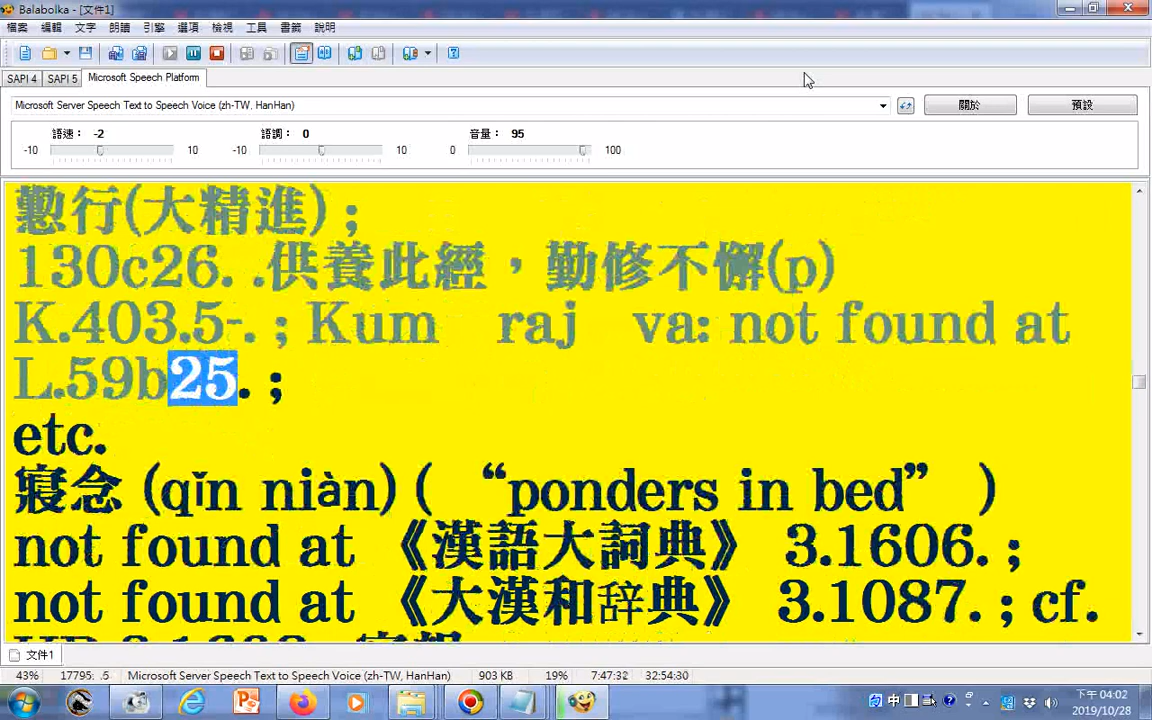 Balabolka - [文件1]
檔案 編輯 文字 朗讀 引擎 選項 檢視 工具 書籤 說明
SAPI 4 SAPI 5 Microsoft Speech Platform
Microsoft Server Speech Text to Speech Voice (zh-TW, HanHan) 關於 預設
語速： -2 語調： 0 音量： 95
-10 10 -10 10 0 100
懃行(大精進) ;
130c26. .供養此經，勤修不懈(p)
K.403.5-. ; Kum raj va: not found at
L.59b25. ;
etc.
寢念 (qǐn niàn) ( “ponders in bed” )
not found at 《漢語大詞典》 3.1606. ;
not found at 《大漢和辞典》 3.1087. ; cf.
文件1
43% 17795: .5 Microsoft Server Speech Text to Speech Voice (zh-TW, HanHan) 903 KB 19% 7:47:32 32:54:30
中
下午 04:02
2019/10/28